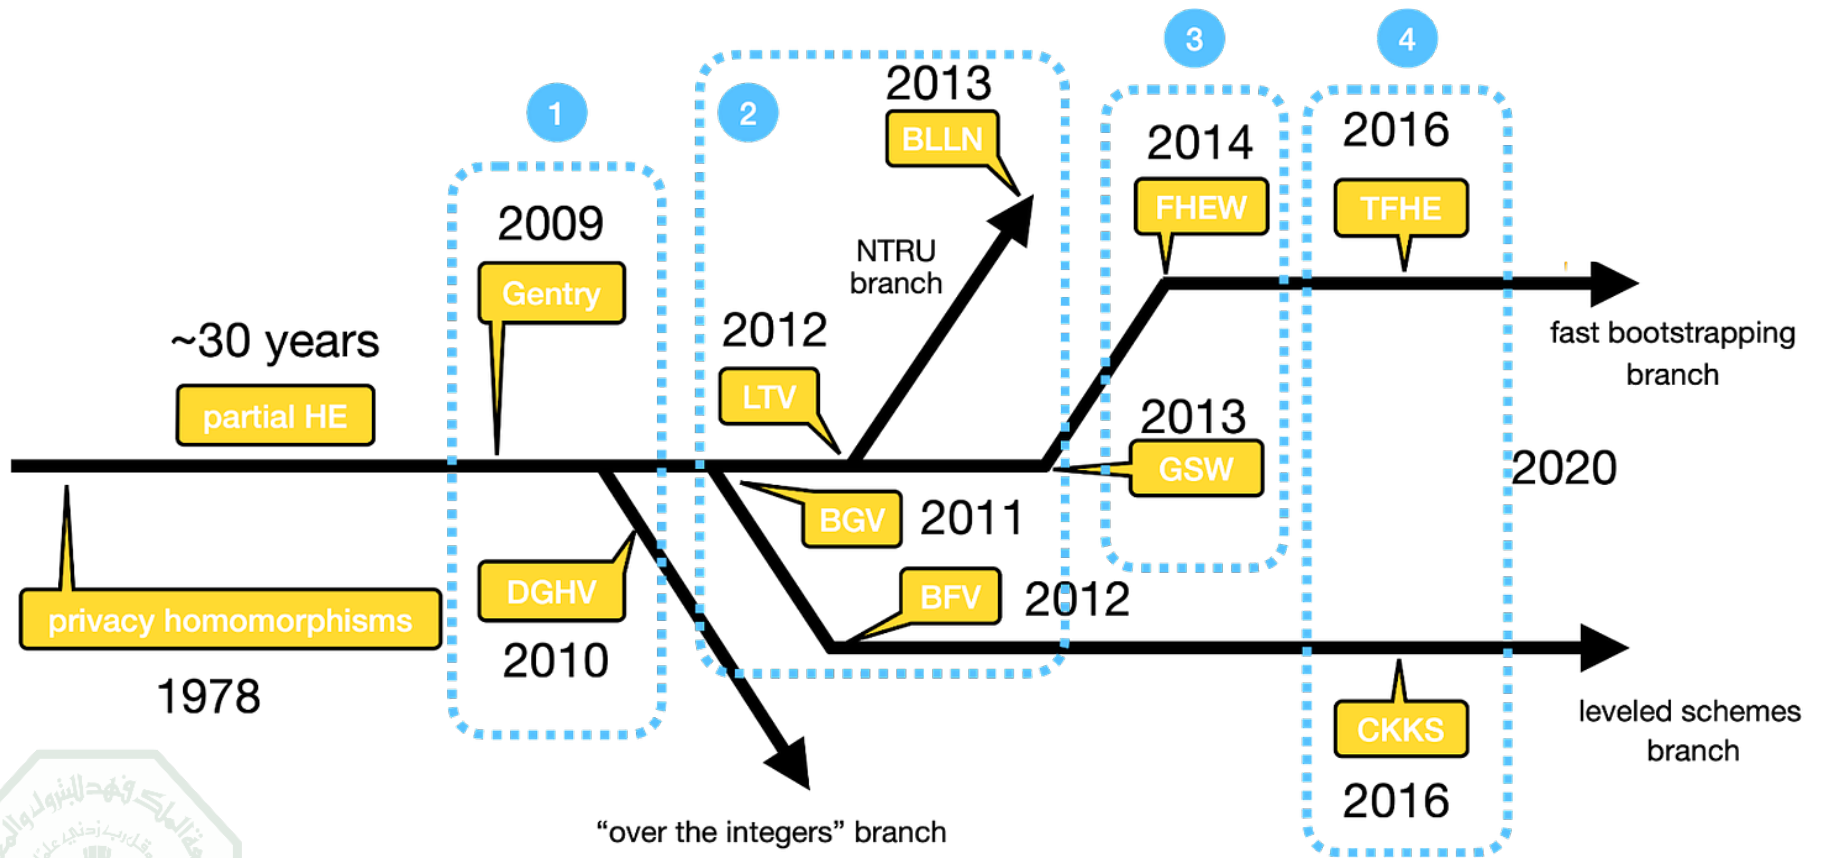 1
2
3
4
2013
BLLN
2014
FHEW
2016
TFHE
2009
Gentry
NTRU
branch
~30 years
partial HE
2012
LTV
fast bootstrapping
branch
2013
GSW
2020
BGV
2011
privacy homomorphisms
1978
DGHV
2010
BFV
2012
leveled schemes
branch
CKKS
2016
“over the integers” branch